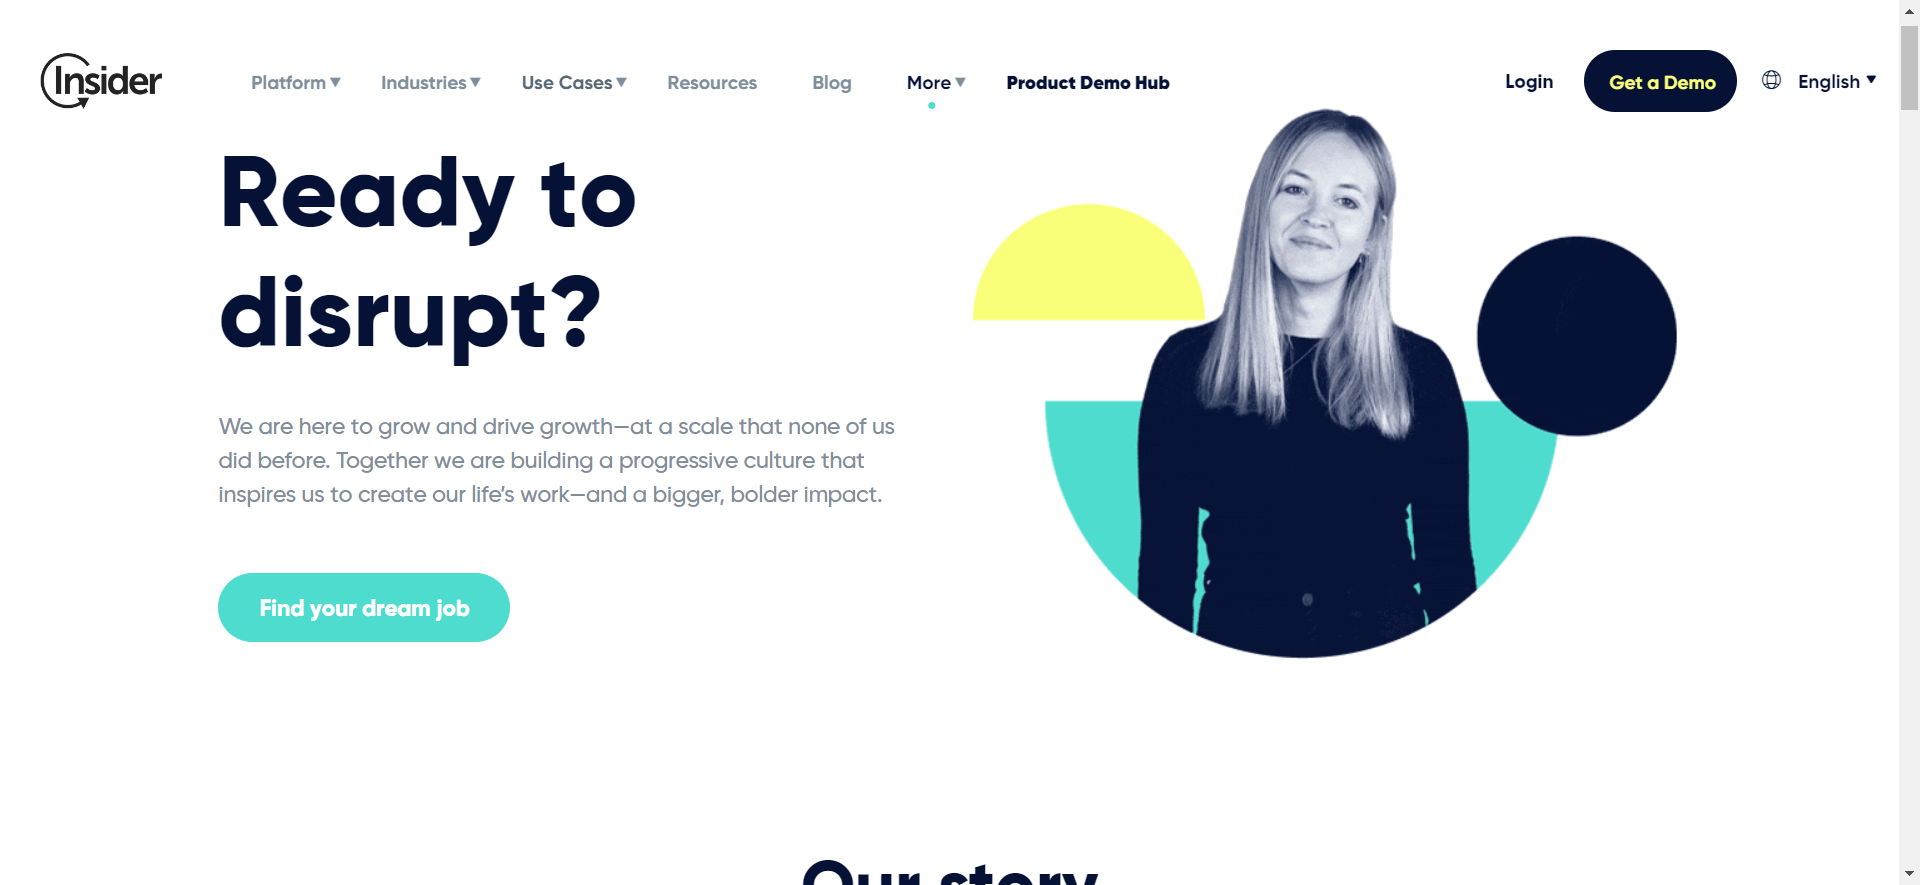 Insider
Platform ▼ Industries ▼ Use Cases ▼ Resources Blog More ▼ Product Demo Hub Login Get a Demo English ▼
Ready to
disrupt?
We are here to grow and drive growth—at a scale that none of us
did before. Together we are building a progressive culture that
inspires us to create our life’s work—and a bigger, bolder impact.
Find your dream job
Our story